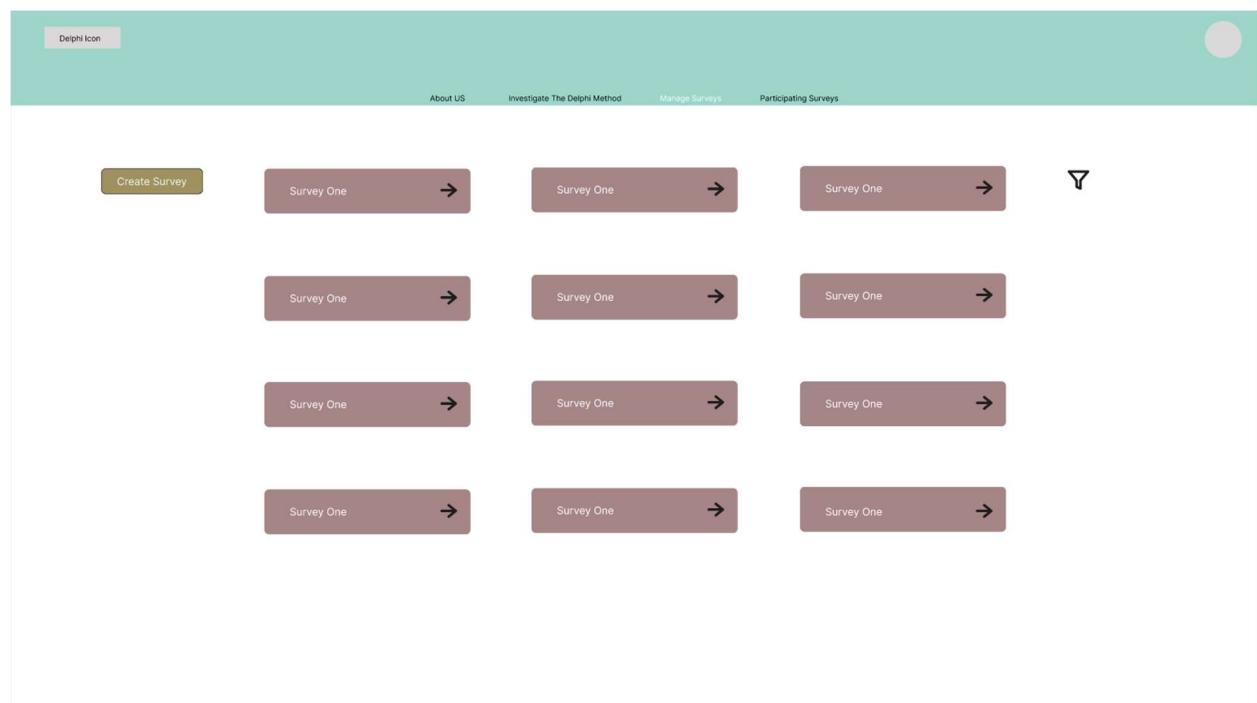 Delphi Icon
About US
Investigate The Delphi Method
Manage Surveys
Participating Surveys
Create Survey
Survey One
Survey One
Survey One
Survey One
Survey One
Survey One
Survey One
Survey One
Survey One
Survey One
Survey One
Survey One